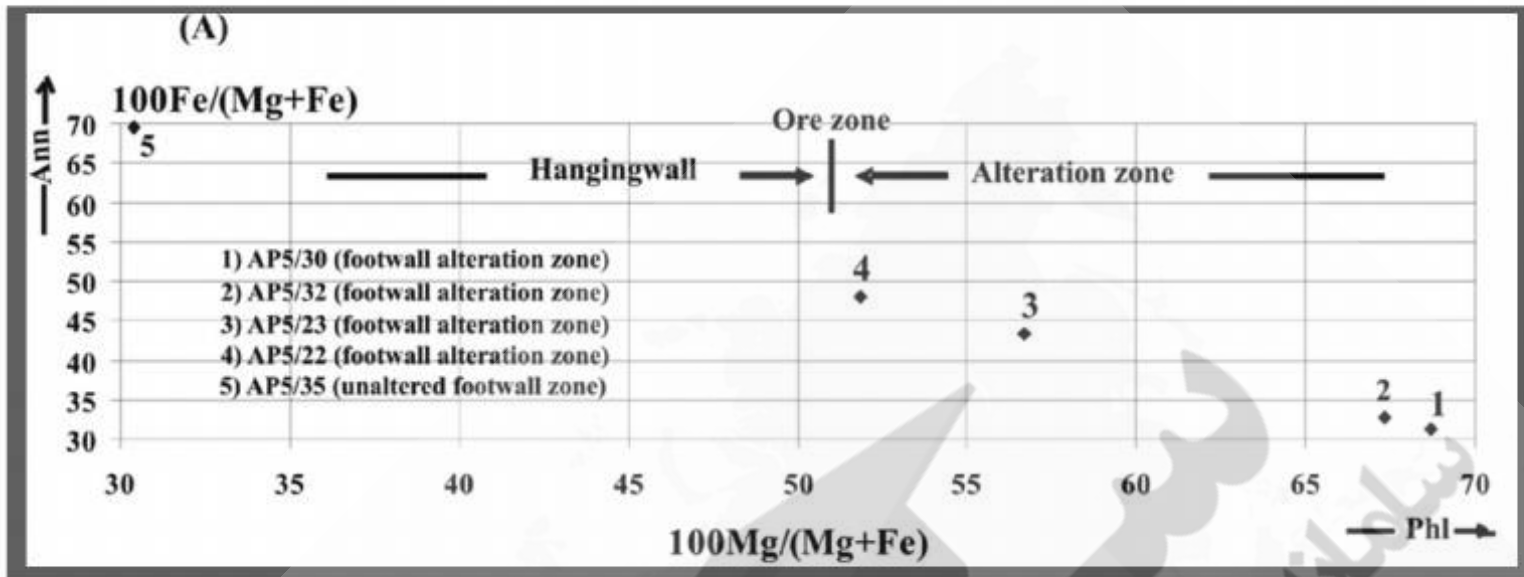 (A)
100Fe/(Mg+Fe)
Ann
70
65
60
55
50
45
40
35
30
Ore zone
Hangingwall
Alteration zone
1) AP5/30 (footwall alteration zone)
2) AP5/32 (footwall alteration zone)
3) AP5/23 (footwall alteration zone)
4) AP5/22 (footwall alteration zone)
5) AP5/35 (unaltered footwall zone)
5
4
3
2
1
30 35 40 45 50 55 60 65 70
100Mg/(Mg+Fe)
Phl